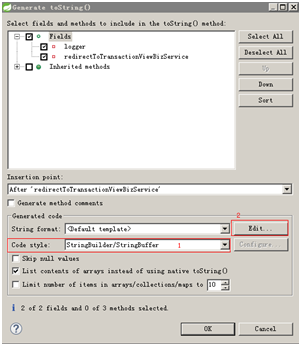 Generate toString()
Select fields and methods to include in the toString() method:
Fields
logger
redirectToTransactionViewBizService
Inherited methods
Select All
Deselect All
Up
Down
Sort
Insertion point:
After 'redirectToTransactionViewBizService'
Generate method comments
Generated code
2
String format: <Default template> Edit...
Code style: StringBuilder/StringBuffer 1 Configure...
Skip null values
List contents of arrays instead of using native toString()
Limit number of items in arrays/collections/maps to 10
2 of 2 fields and 0 of 3 methods selected.
OK Cancel